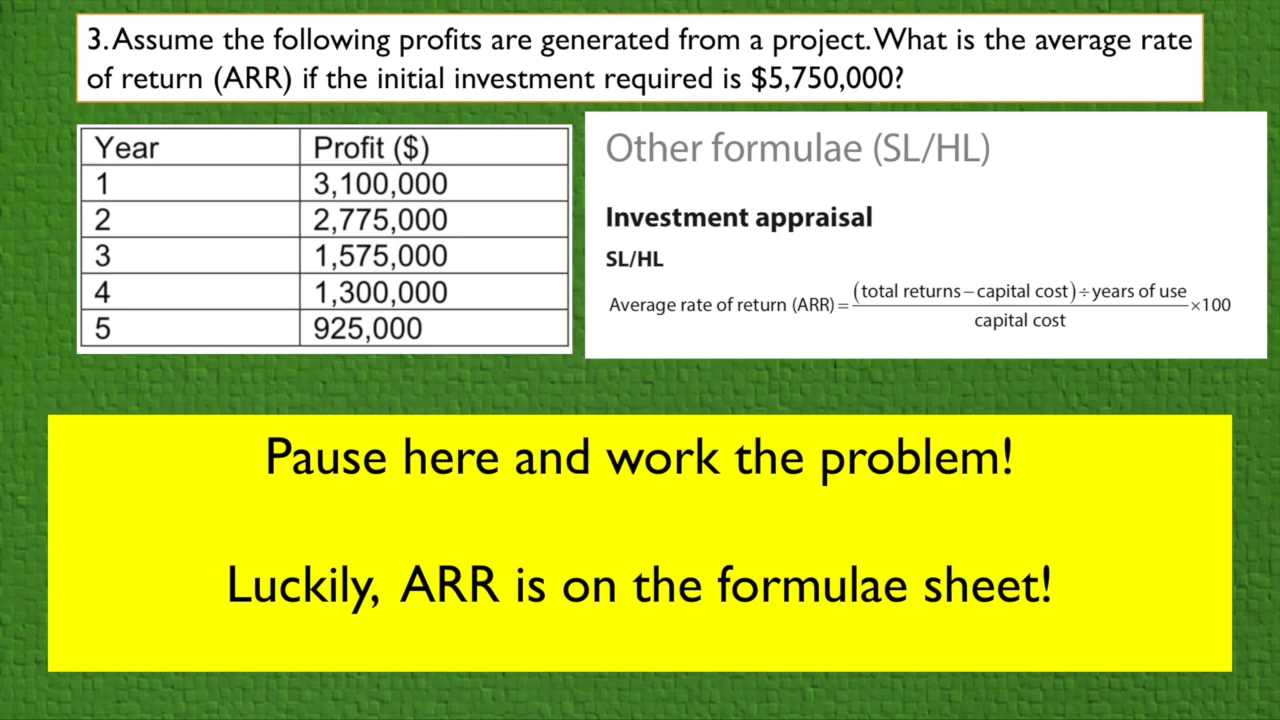 3. Assume the following profits are generated from a project. What is the average rate
of return (ARR) if the initial investment required is $5,750,000?
Year Profit ($)
1 3,100,000
2 2,775,000
3 1,575,000
4 1,300,000
5 925,000
Other formulae (SL/HL)
Investment appraisal
SL/HL
Average rate of return (ARR) = (total returns − capital cost) ÷ years of use / capital cost ×100
Pause here and work the problem!
Luckily, ARR is on the formulae sheet!